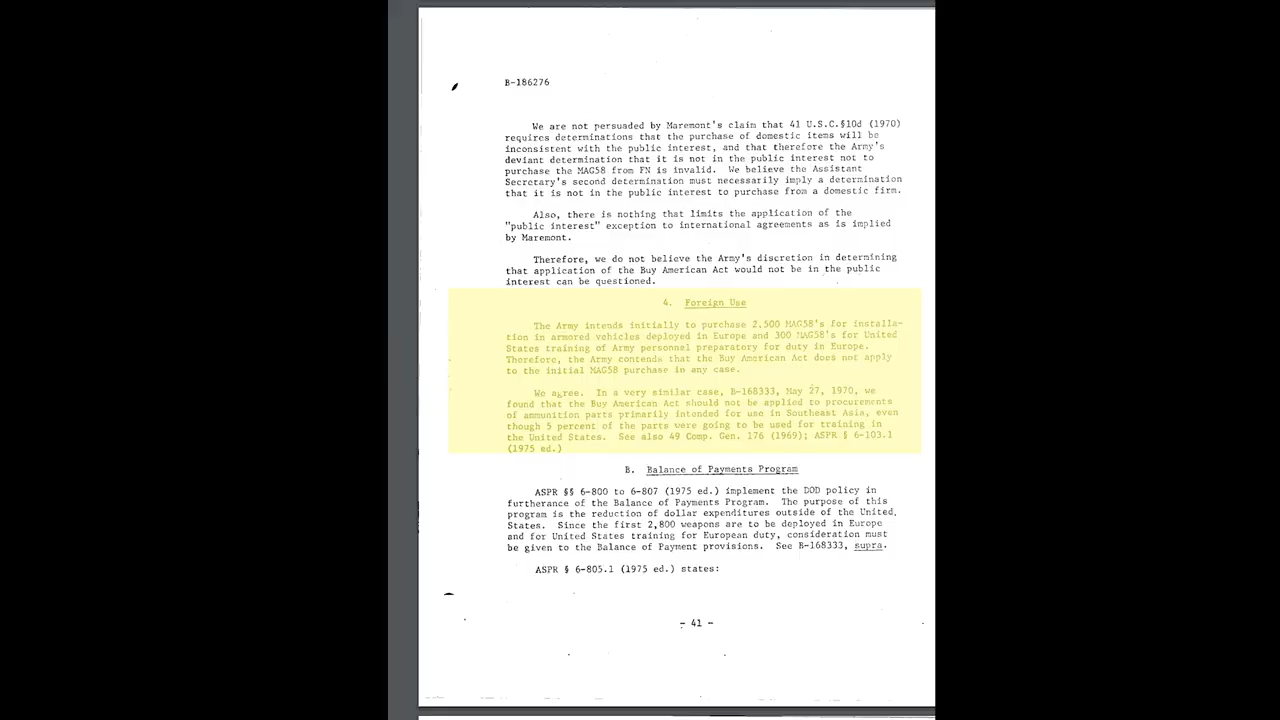 B-186276
We are not persuaded by Maremont's claim that 41 U.S.C.§10d (1970)
requires determinations that the purchase of domestic items will be
inconsistent with the public interest, and that therefore the Army's
deviant determination that it is not in the public interest not to
purchase the MAG58 from FN is invalid. We believe the Assistant
Secretary's second determination must necessarily imply a determination
that it is not in the public interest to purchase from a domestic firm.
Also, there is nothing that limits the application of the
"public interest" exception to international agreements as is implied
by Maremont.
Therefore, we do not believe the Army's discretion in determining
that application of the Buy American Act would not be in the public
interest can be questioned.
4. Foreign Use
The Army intends initially to purchase 2,500 MAG58's for installa-
tion in armored vehicles deployed in Europe and 300 MAG58's for United
States training of Army personnel preparatory for duty in Europe.
Therefore, the Army contends that the Buy American Act does not apply
to the initial MAG58 purchase in any case.
We agree. In a very similar case, B-168333, May 27, 1970, we
found that the Buy American Act should not be applied to procurements
of ammunition parts primarily intended for use in Southeast Asia, even
though 5 percent of the parts were going to be used for training in
the United States. See also 49 Comp. Gen. 176 (1969); ASPR § 6-103.1
(1975 ed.)
B. Balance of Payments Program
ASPR §§ 6-800 to 6-807 (1975 ed.) implement the DOD policy in
furtherance of the Balance of Payments Program. The purpose of this
program is the reduction of dollar expenditures outside of the United
States. Since the first 2,800 weapons are to be deployed in Europe
and for United States training for European duty, consideration must
be given to the Balance of Payment provisions. See B-168333, supra.
ASPR § 6-805.1 (1975 ed.) states:
- 41 -